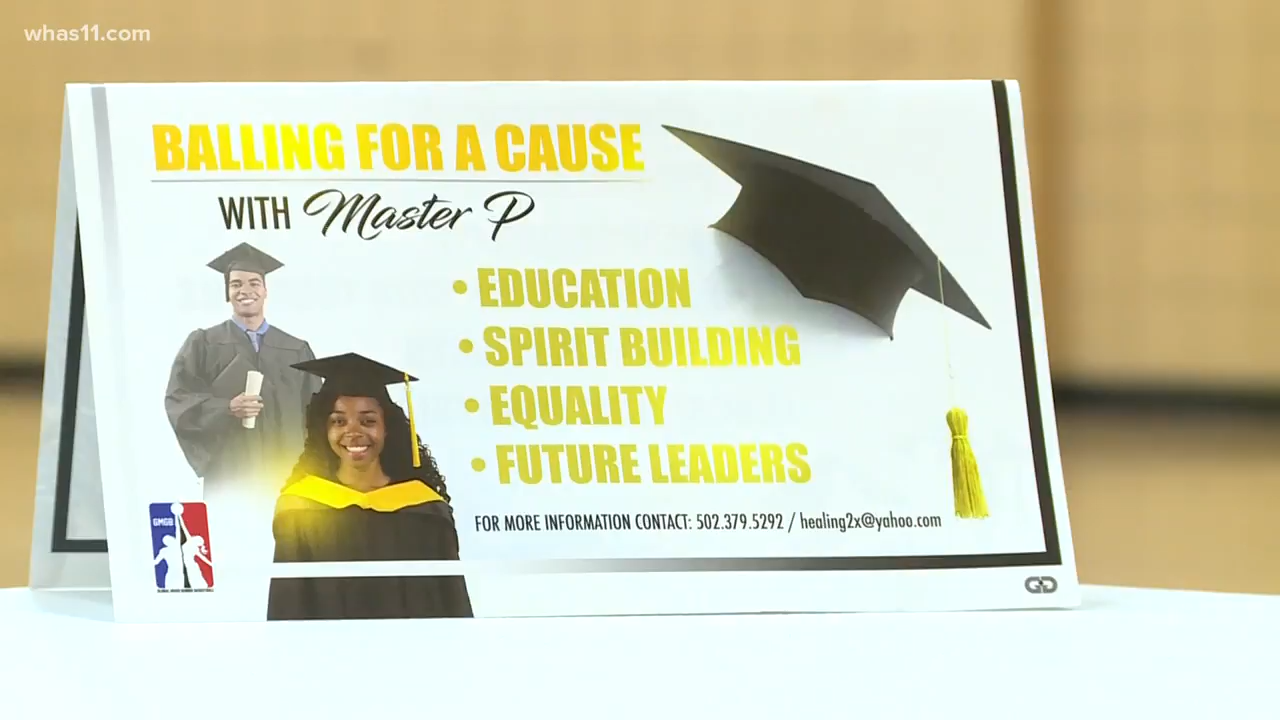 whas11.com
BALLING FOR A CAUSE
WITH Master P
• EDUCATION
• SPIRIT BUILDING
• EQUALITY
• FUTURE LEADERS
FOR MORE INFORMATION CONTACT: 502.379.5292 / healing2x@yahoo.com
GMGB